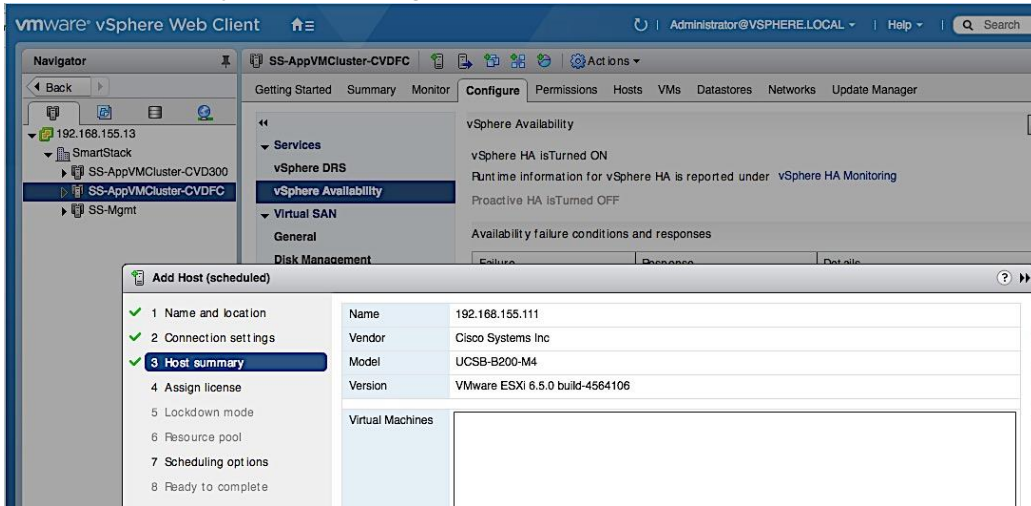 vmware® vSphere Web Client
Administrator@VSPHERE.LOCAL | Help | Search
Navigator
SS-AppVMCluster-CVDFC Actions
Back
Getting Started Summary Monitor Configure Permissions Hosts VMs Datastores Networks Update Manager
192.168.155.13
SmartStack
SS-AppVMCluster-CVD300
SS-AppVMCluster-CVDFC
SS-Mgmt
Services
vSphere DRS
vSphere Availability
Virtual SAN
General
Disk Management
vSphere Availability
vSphere HA isTurned ON
Runtime information for vSphere HA is reported under vSphere HA Monitoring
Proactive HA isTurned OFF
Availability failure conditions and responses
Failure Response Details
Add Host (scheduled)
1 Name and location
2 Connection settings
3 Host summary
4 Assign license
5 Lockdown mode
6 Resource pool
7 Scheduling options
8 Ready to complete
Name 192.168.155.111
Vendor Cisco Systems Inc
Model UCSB-B200-M4
Version VMware ESXi 6.5.0 build-4564106
Virtual Machines